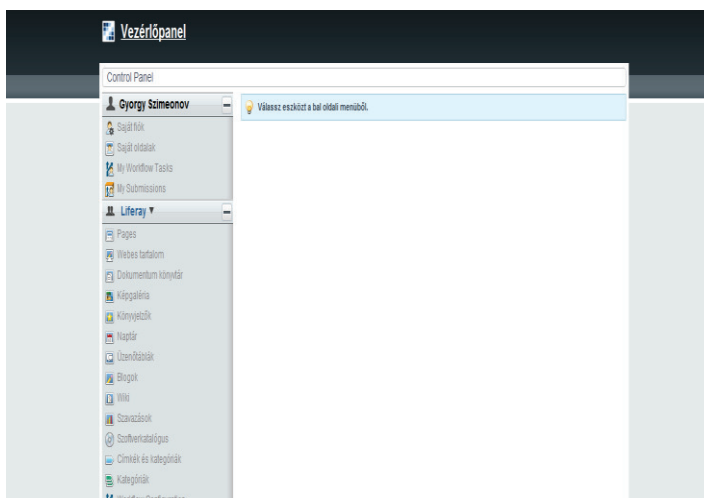 Vezérlőpanel
Control Panel
Gyorgy Szimeonov
Saját fiók
Saját oldalak
My Workflow Tasks
My Submissions
Válassz eszközt a bal oldali menüből.
Liferay ▼
Pages
Webes tartalom
Dokumentum könyvtár
Képgaléria
Könyvjelzők
Naptár
Üzenőtáblák
Blogok
Wiki
Szavazások
Szoftverkatalógus
Címkék és kategóriák
Kategóriák